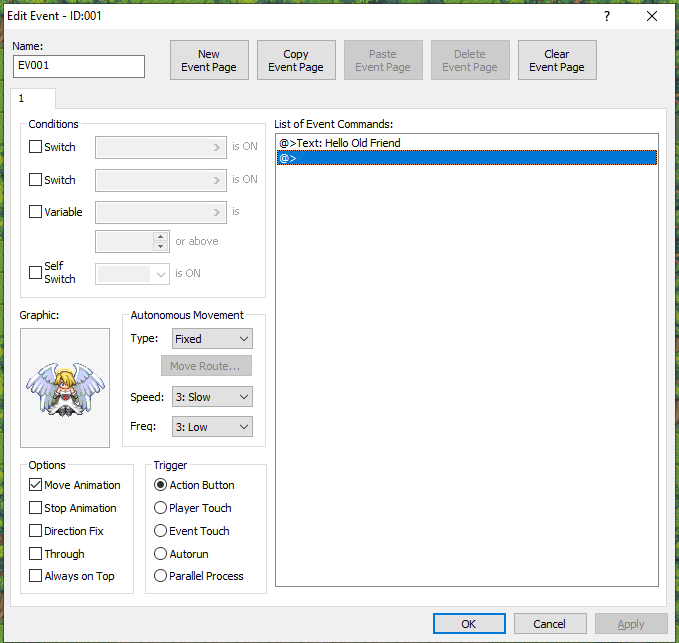 Edit Event - ID:001
?
Name:
EV001
New
Event Page
Copy
Event Page
Paste
Event Page
Delete
Event Page
Clear
Event Page
1
Conditions
Switch
is ON
Switch
is ON
Variable
is
or above
Self
Switch
is ON
Graphic:
Autonomous Movement
Type:
Fixed
Move Route...
Speed:
3: Slow
Freq:
3: Low
Options
Move Animation
Stop Animation
Direction Fix
Through
Always on Top
Trigger
Action Button
Player Touch
Event Touch
Autorun
Parallel Process
List of Event Commands:
@>Text: Hello Old Friend
@>
OK
Cancel
Apply